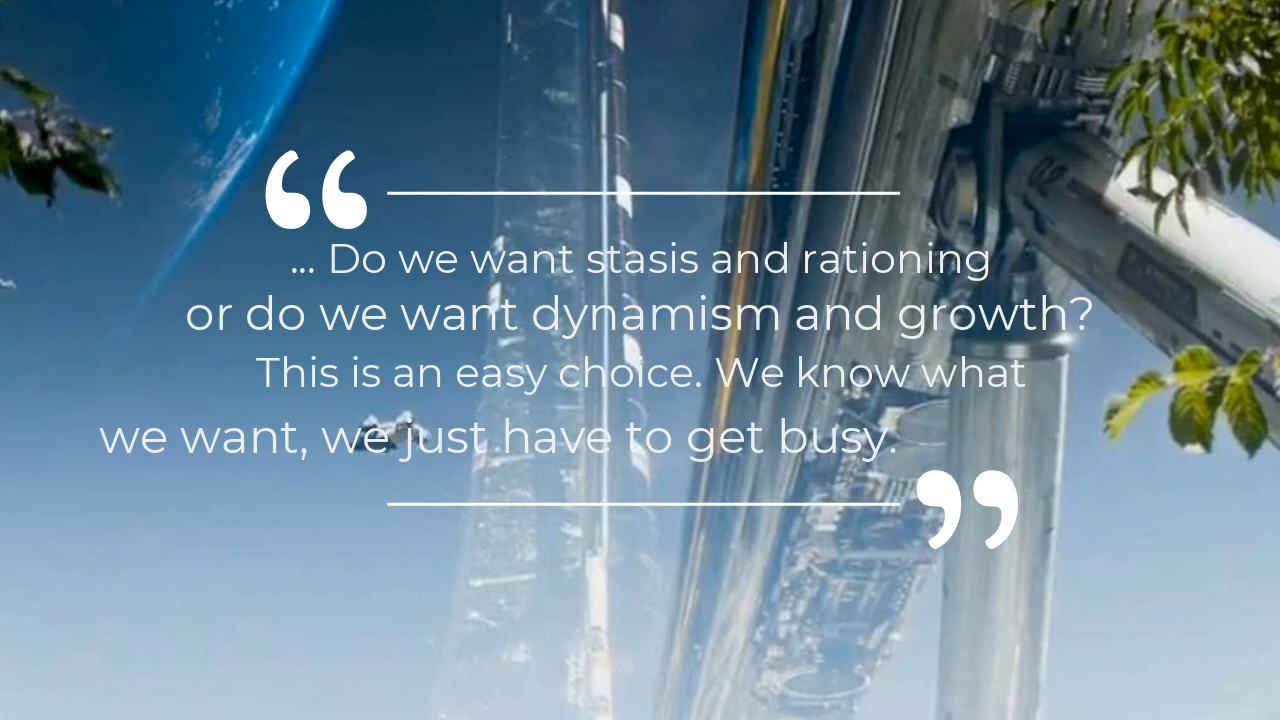 “
... Do we want stasis and rationing
or do we want dynamism and growth?
This is an easy choice. We know what
we want, we just have to get busy.
”